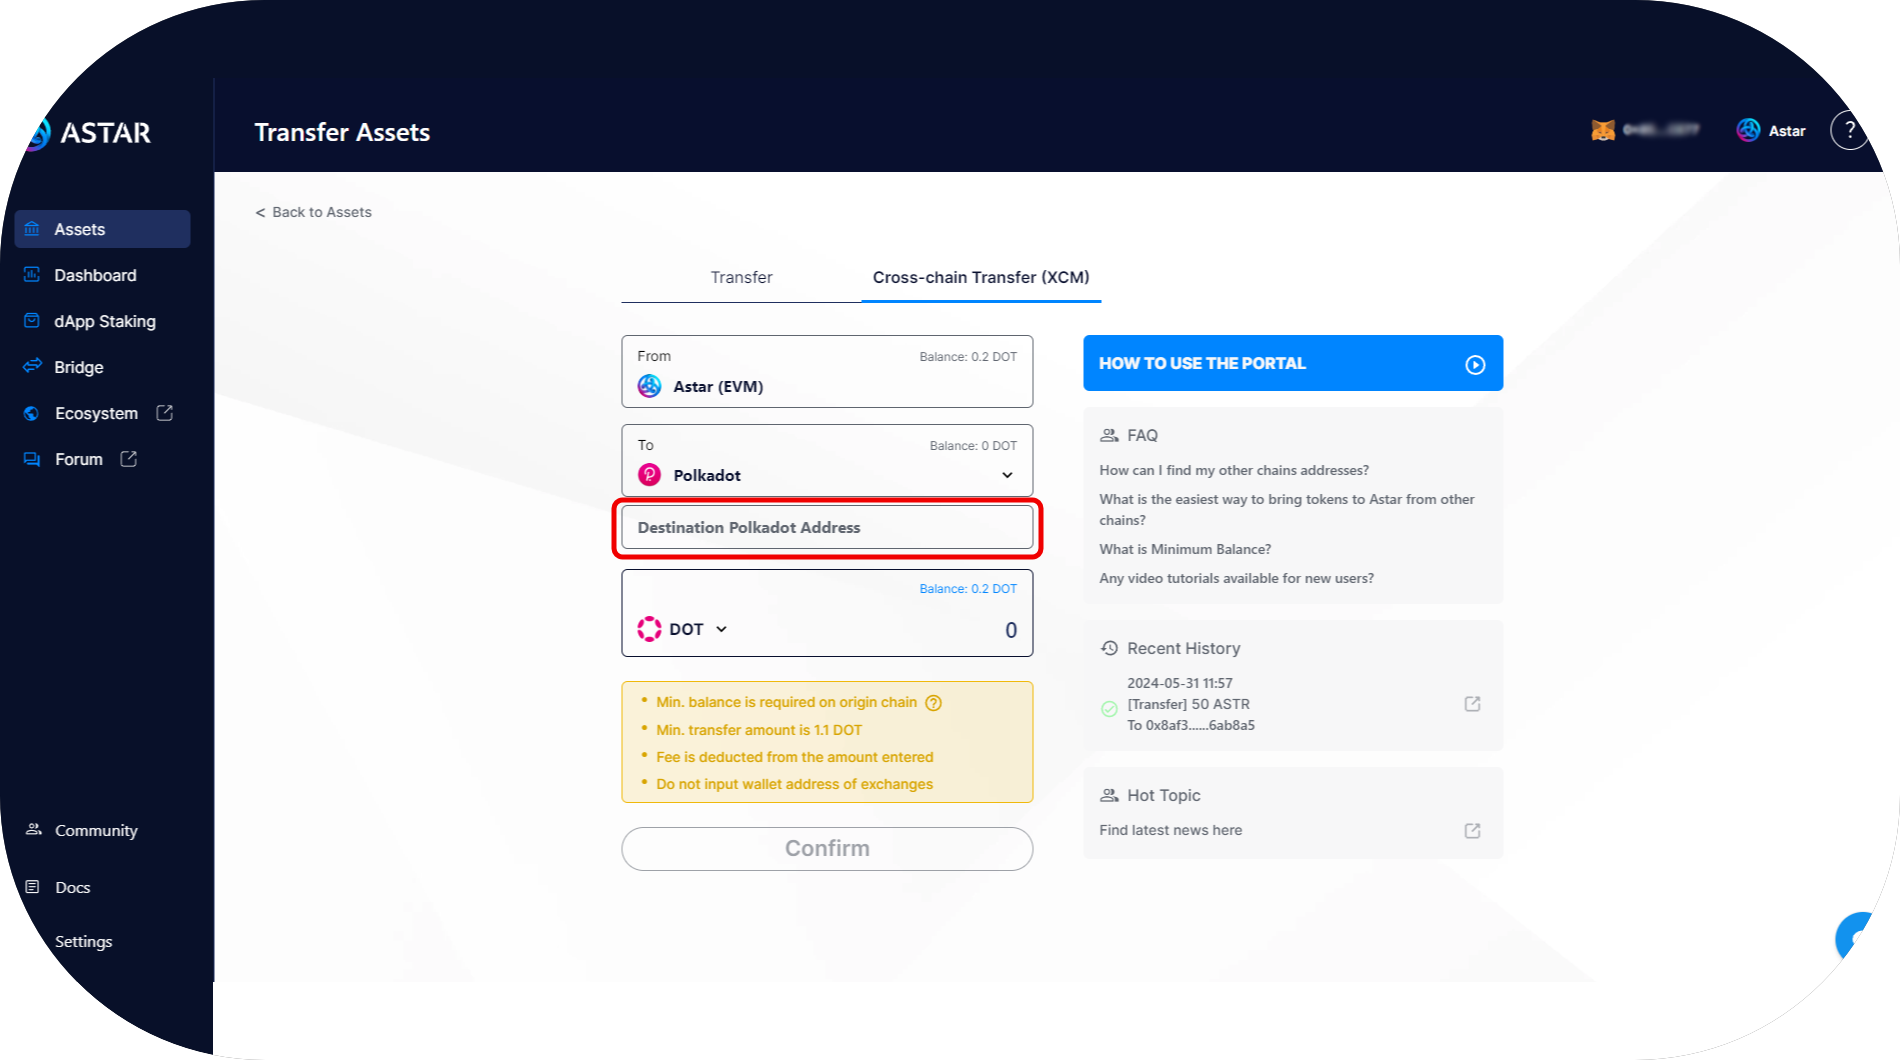 ASTAR
Transfer Assets
Astar
?
Assets
Dashboard
dApp Staking
Bridge
Ecosystem
Forum
Community
Docs
Settings
< Back to Assets
Transfer
Cross-chain Transfer (XCM)
From
Balance: 0.2 DOT
Astar (EVM)
To
Balance: 0 DOT
Polkadot
Destination Polkadot Address
Balance: 0.2 DOT
DOT
0
• Min. balance is required on origin chain ?
• Min. transfer amount is 1.1 DOT
• Fee is deducted from the amount entered
• Do not input wallet address of exchanges
Confirm
HOW TO USE THE PORTAL
FAQ
How can I find my other chains addresses?
What is the easiest way to bring tokens to Astar from other
chains?
What is Minimum Balance?
Any video tutorials available for new users?
Recent History
2024-05-31 11:57
[Transfer] 50 ASTR
To 0x8af3......6ab8a5
Hot Topic
Find latest news here